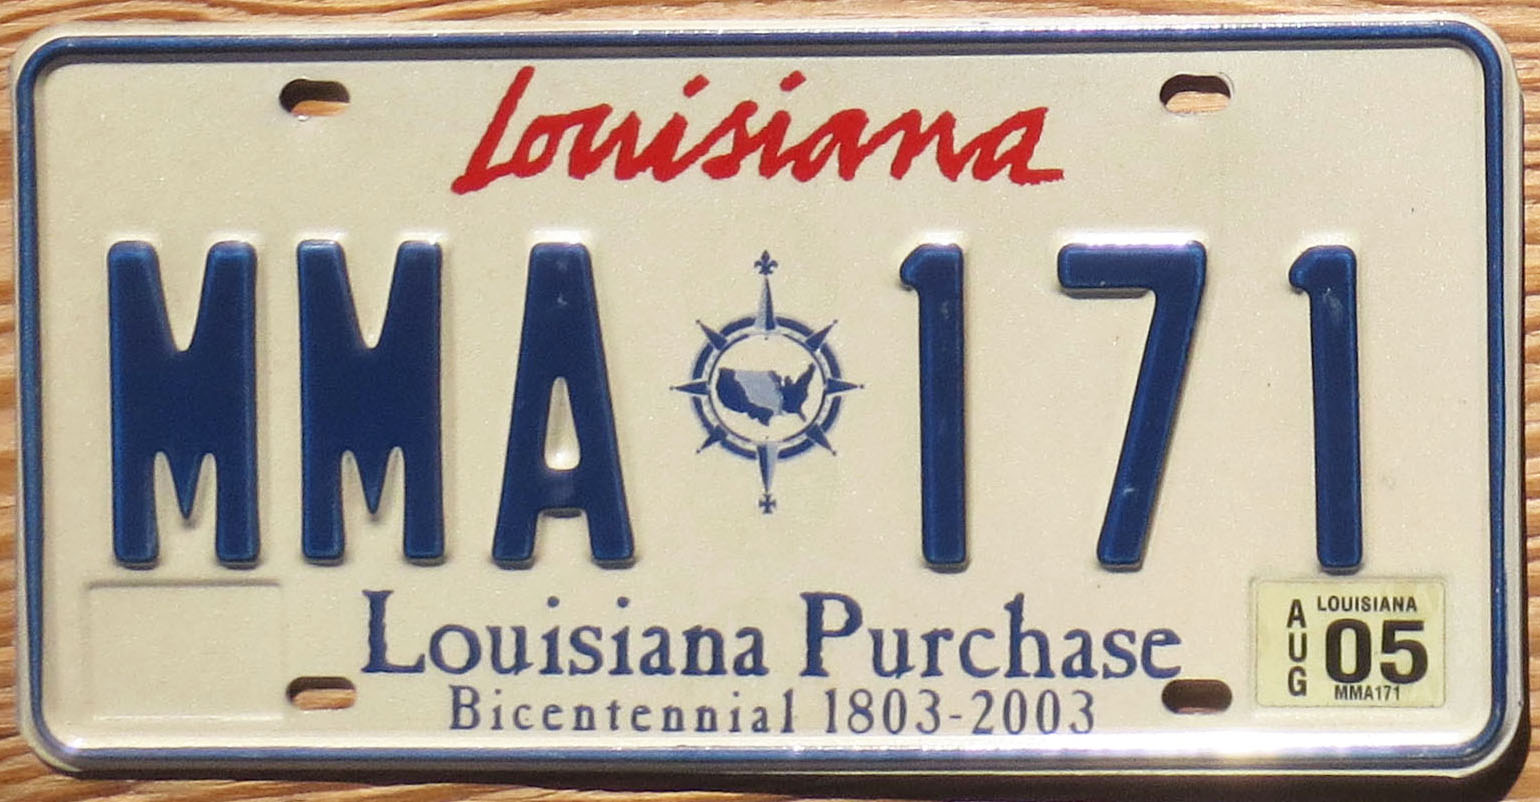 Louisiana
MMA 171
Louisiana Purchase
Bicentennial 1803-2003
AUG
LOUISIANA
05
MMA171